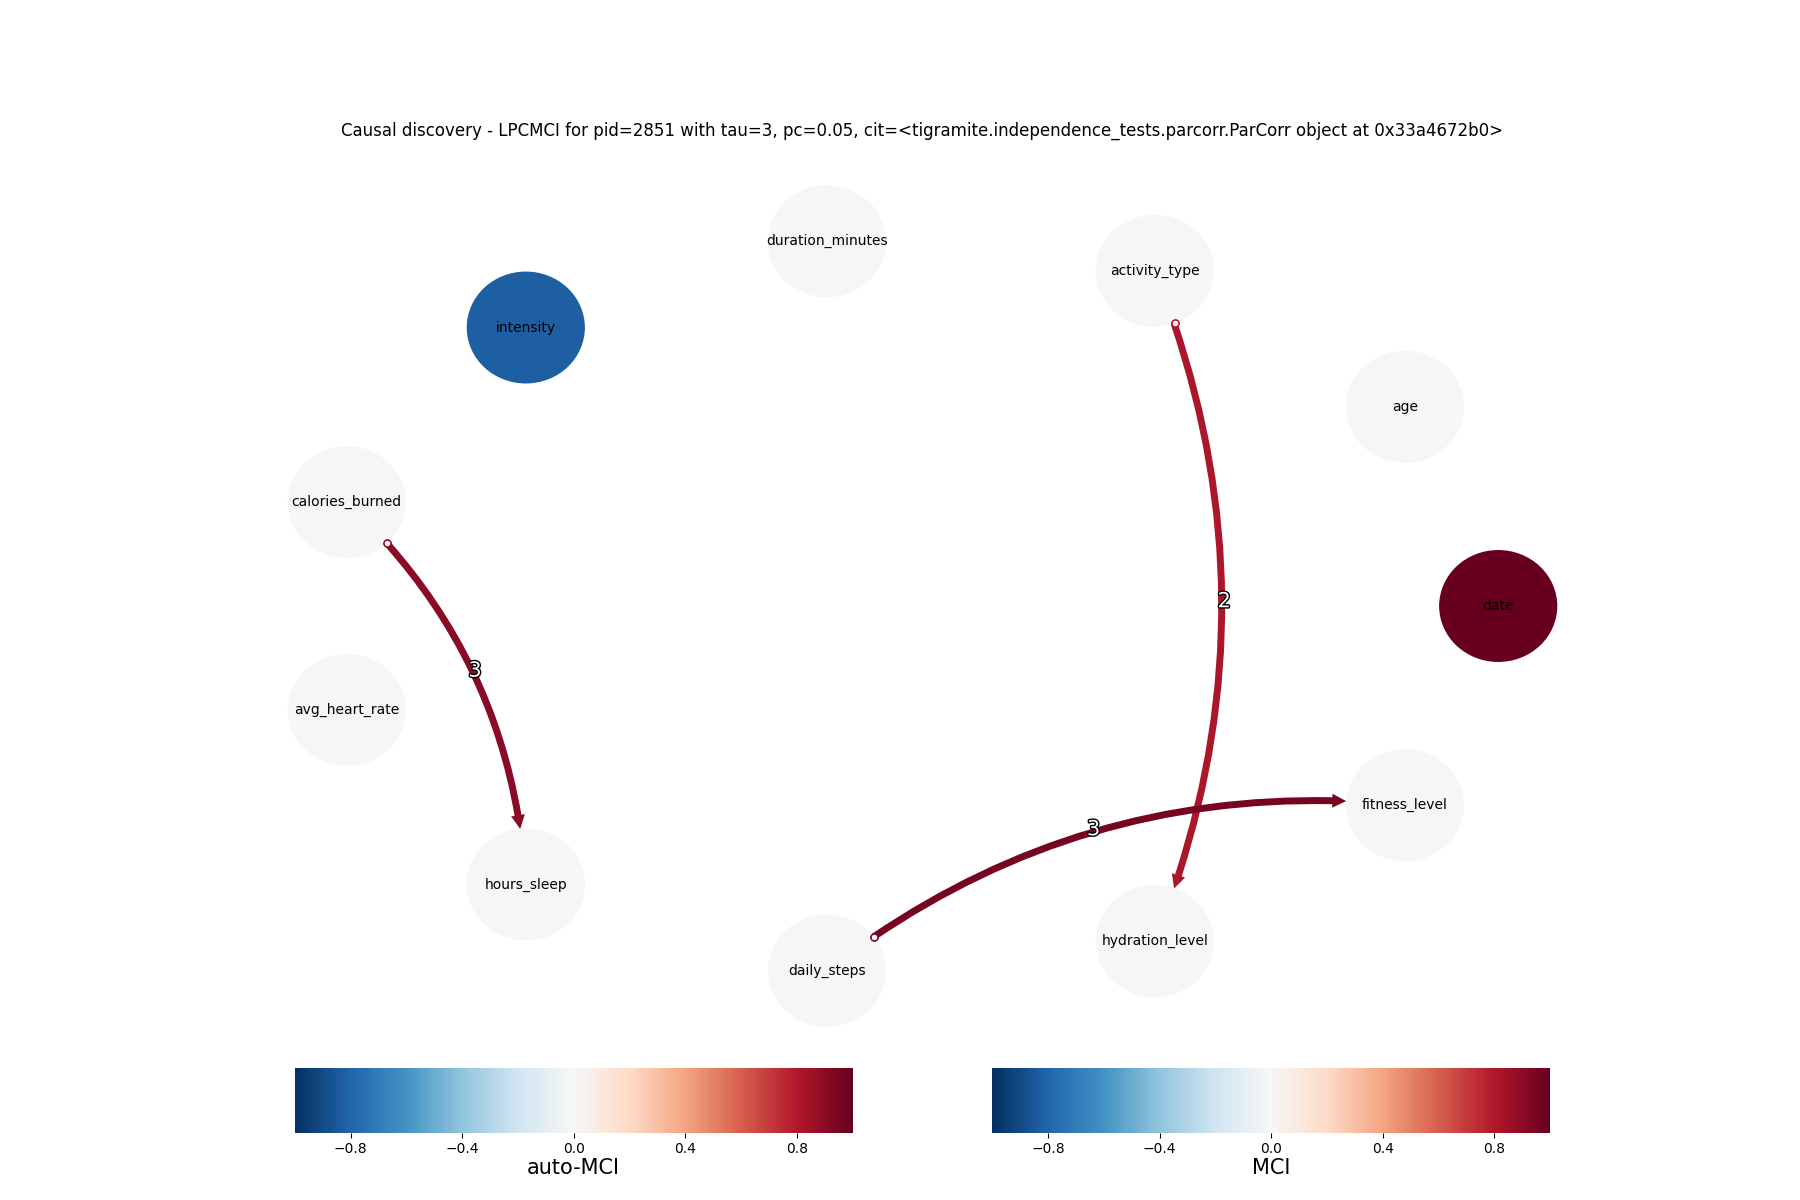 Causal discovery - LPCMCI for pid=2851 with tau=3, pc=0.05, cit=<tigramite.independence_tests.parcorr.ParCorr object at 0x33a4672b0>
duration_minutes
activity_type
intensity
age
calories_burned
2
date
3
avg_heart_rate
fitness_level
3
hours_sleep
hydration_level
daily_steps
−0.8 −0.4 0.0 0.4 0.8
auto-MCI
−0.8 −0.4 0.0 0.4 0.8
MCI